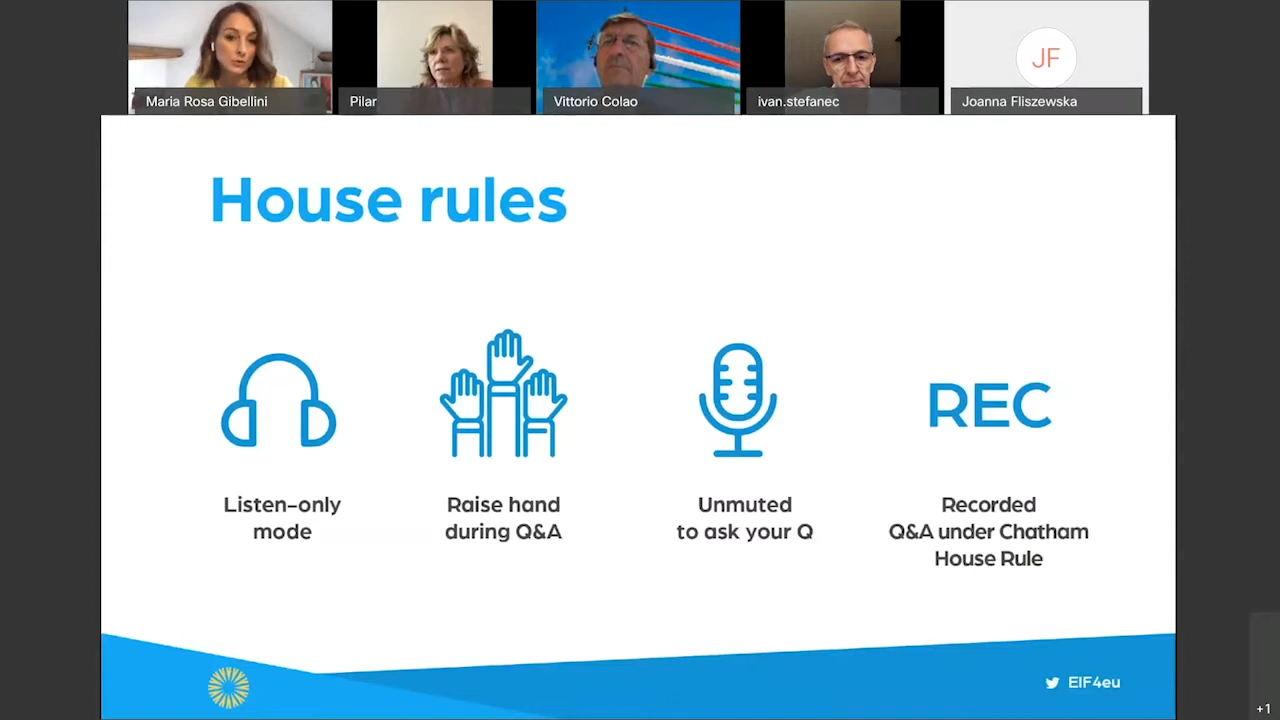 Maria Rosa Gibellini
Pilar
Vittorio Colao
ivan.stefanec
JF
Joanna Fliszewska
House rules
REC
Listen-only
mode
Raise hand
during Q&A
Unmuted
to ask your Q
Recorded
Q&A under Chatham
House Rule
EIF4eu
+1